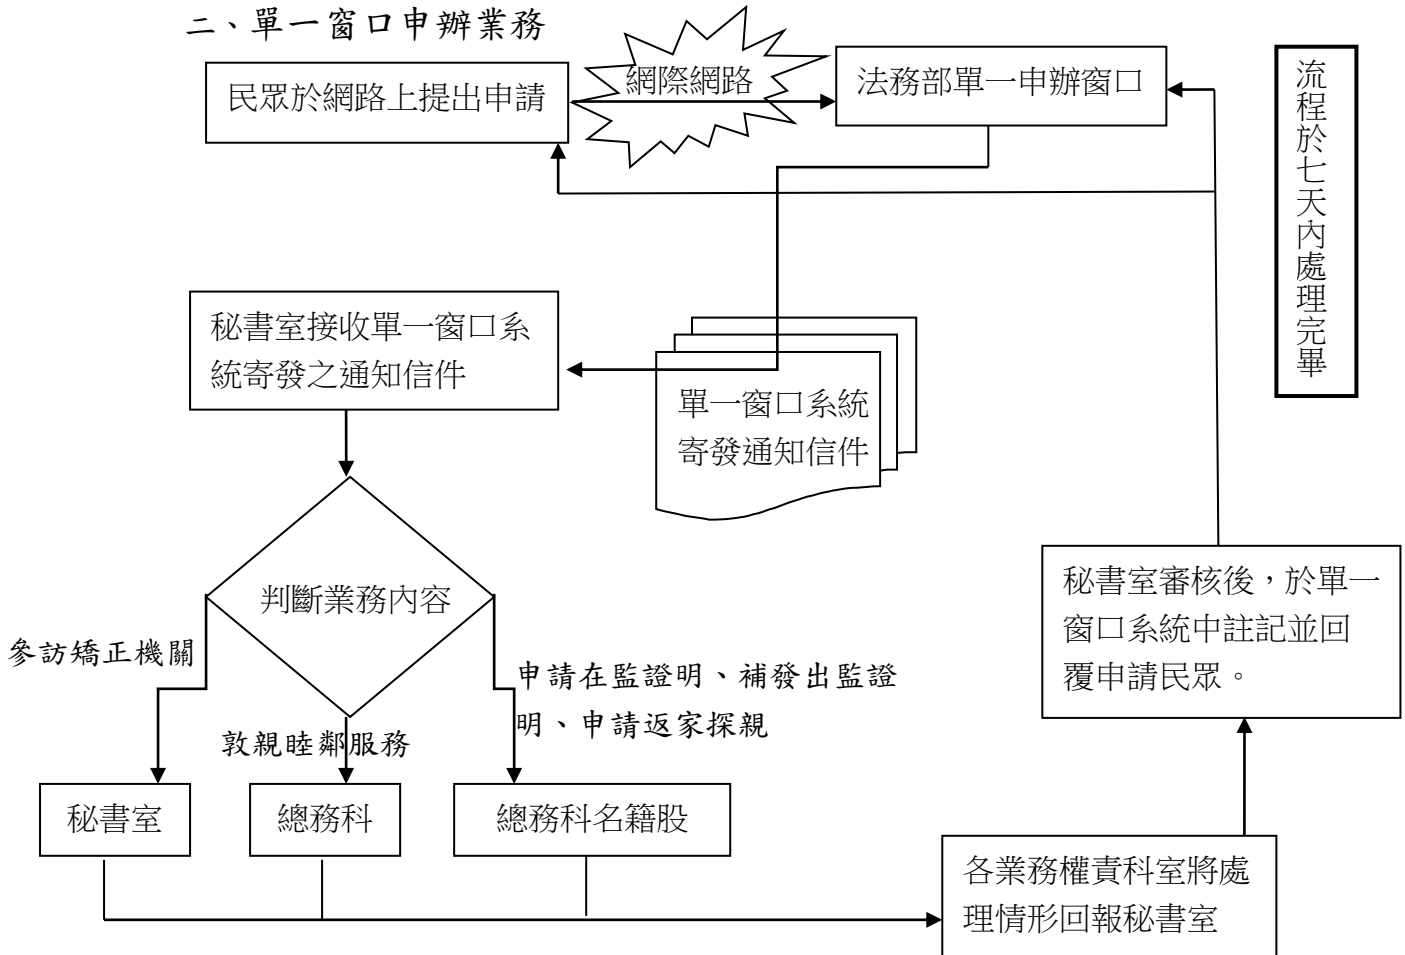 二、單一窗口申辦業務
民眾於網路上提出申請
網際網路
法務部單一申辦窗口
流程於七天內處理完畢
秘書室接收單一窗口系
統寄發之通知信件
單一窗口系統
寄發通知信件
判斷業務內容
秘書室審核後，於單一
窗口系統中註記並回
覆申請民眾。
參訪矯正機關
申請在監證明、補發出監證
明、申請返家探親
敦親睦鄰服務
秘書室
總務科
總務科名籍股
各業務權責科室將處
理情形回報秘書室